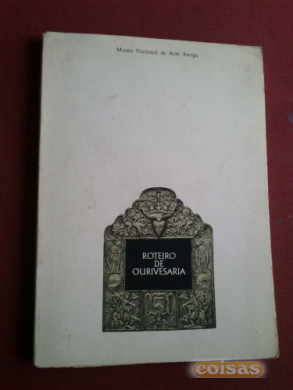 Museu Nacional de Arte Antiga
ROTEIRO
DE
OURIVESARIA
coisas